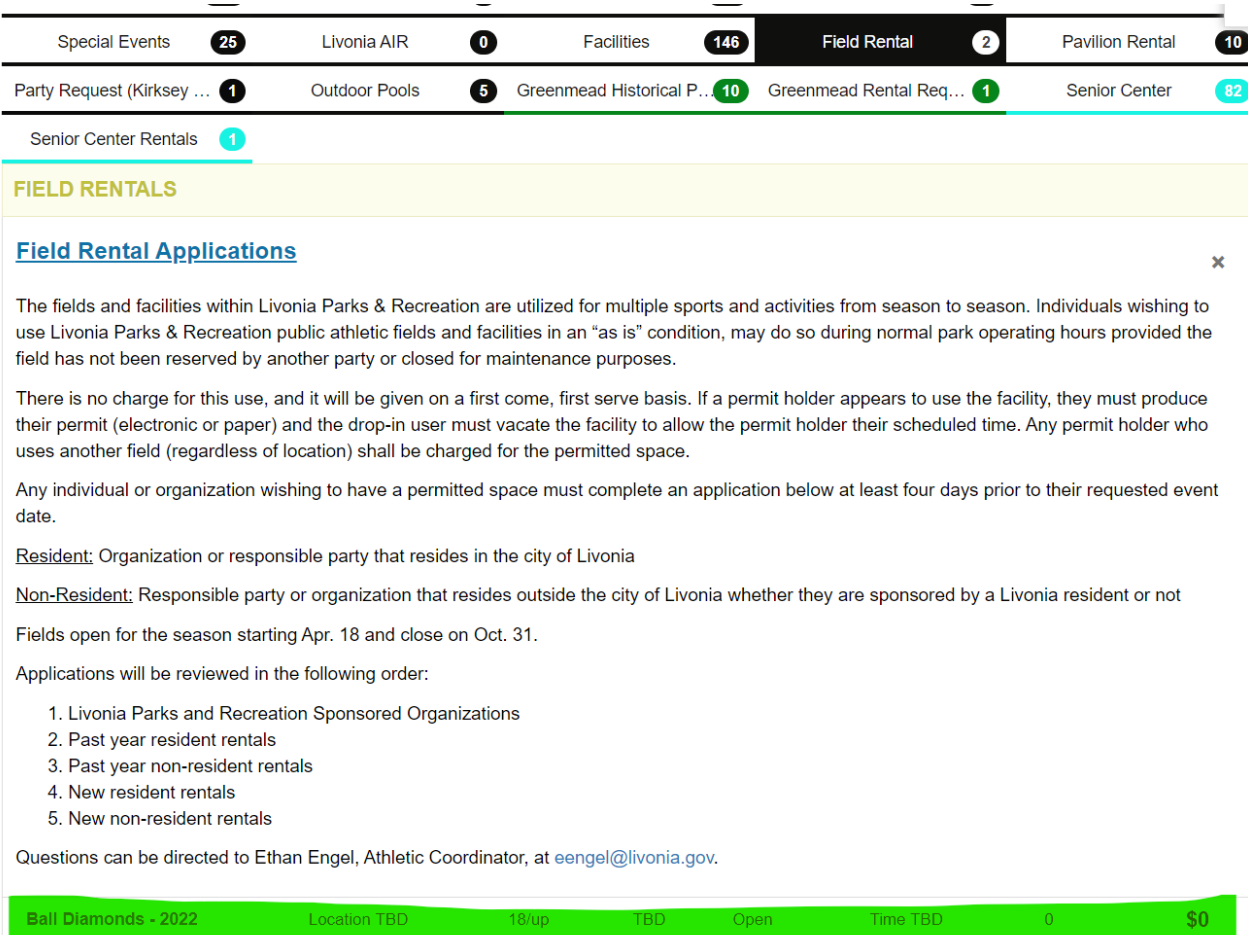 Special Events 25 Livonia AIR 0 Facilities 146 Field Rental 2 Pavilion Rental 10
Party Request (Kirksey ... 1 Outdoor Pools 5 Greenmead Historical P... 10 Greenmead Rental Req... 1 Senior Center 82
Senior Center Rentals 1
FIELD RENTALS
Field Rental Applications
×
The fields and facilities within Livonia Parks & Recreation are utilized for multiple sports and activities from season to season. Individuals wishing to
use Livonia Parks & Recreation public athletic fields and facilities in an “as is” condition, may do so during normal park operating hours provided the
field has not been reserved by another party or closed for maintenance purposes.
There is no charge for this use, and it will be given on a first come, first serve basis. If a permit holder appears to use the facility, they must produce
their permit (electronic or paper) and the drop-in user must vacate the facility to allow the permit holder their scheduled time. Any permit holder who
uses another field (regardless of location) shall be charged for the permitted space.
Any individual or organization wishing to have a permitted space must complete an application below at least four days prior to their requested event
date.
Resident: Organization or responsible party that resides in the city of Livonia
Non-Resident: Responsible party or organization that resides outside the city of Livonia whether they are sponsored by a Livonia resident or not
Fields open for the season starting Apr. 18 and close on Oct. 31.
Applications will be reviewed in the following order:
1. Livonia Parks and Recreation Sponsored Organizations
2. Past year resident rentals
3. Past year non-resident rentals
4. New resident rentals
5. New non-resident rentals
Questions can be directed to Ethan Engel, Athletic Coordinator, at eengel@livonia.gov.
Ball Diamonds - 2022 Location TBD 18/up TBD Open Time TBD 0 $0